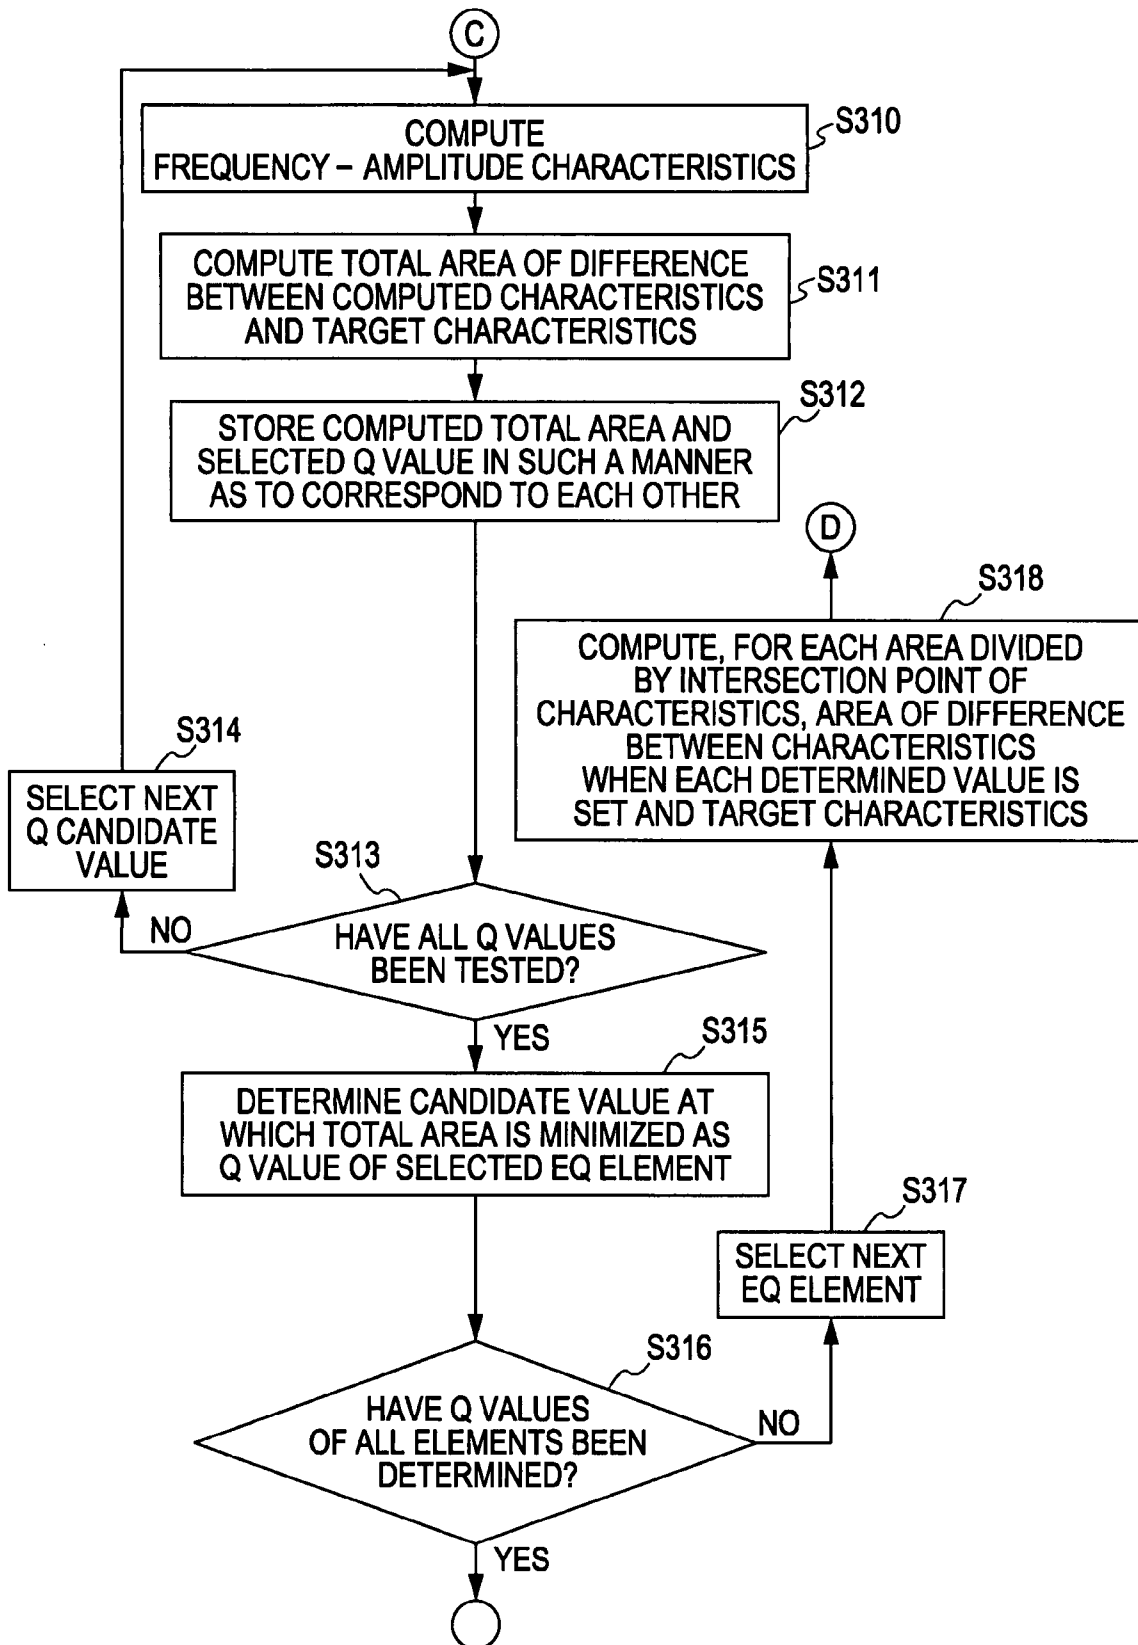 C
COMPUTE
FREQUENCY – AMPLITUDE CHARACTERISTICS
S310
COMPUTE TOTAL AREA OF DIFFERENCE
BETWEEN COMPUTED CHARACTERISTICS
AND TARGET CHARACTERISTICS
S311
STORE COMPUTED TOTAL AREA AND
SELECTED Q VALUE IN SUCH A MANNER
AS TO CORRESPOND TO EACH OTHER
S312
D
S318
COMPUTE, FOR EACH AREA DIVIDED
BY INTERSECTION POINT OF
CHARACTERISTICS, AREA OF DIFFERENCE
BETWEEN CHARACTERISTICS
WHEN EACH DETERMINED VALUE IS
SET AND TARGET CHARACTERISTICS
S314
SELECT NEXT
Q CANDIDATE
VALUE
S313
NO
HAVE ALL Q VALUES
BEEN TESTED?
YES
S315
DETERMINE CANDIDATE VALUE AT
WHICH TOTAL AREA IS MINIMIZED AS
Q VALUE OF SELECTED EQ ELEMENT
S317
SELECT NEXT
EQ ELEMENT
S316
HAVE Q VALUES
OF ALL ELEMENTS BEEN
DETERMINED?
NO
YES